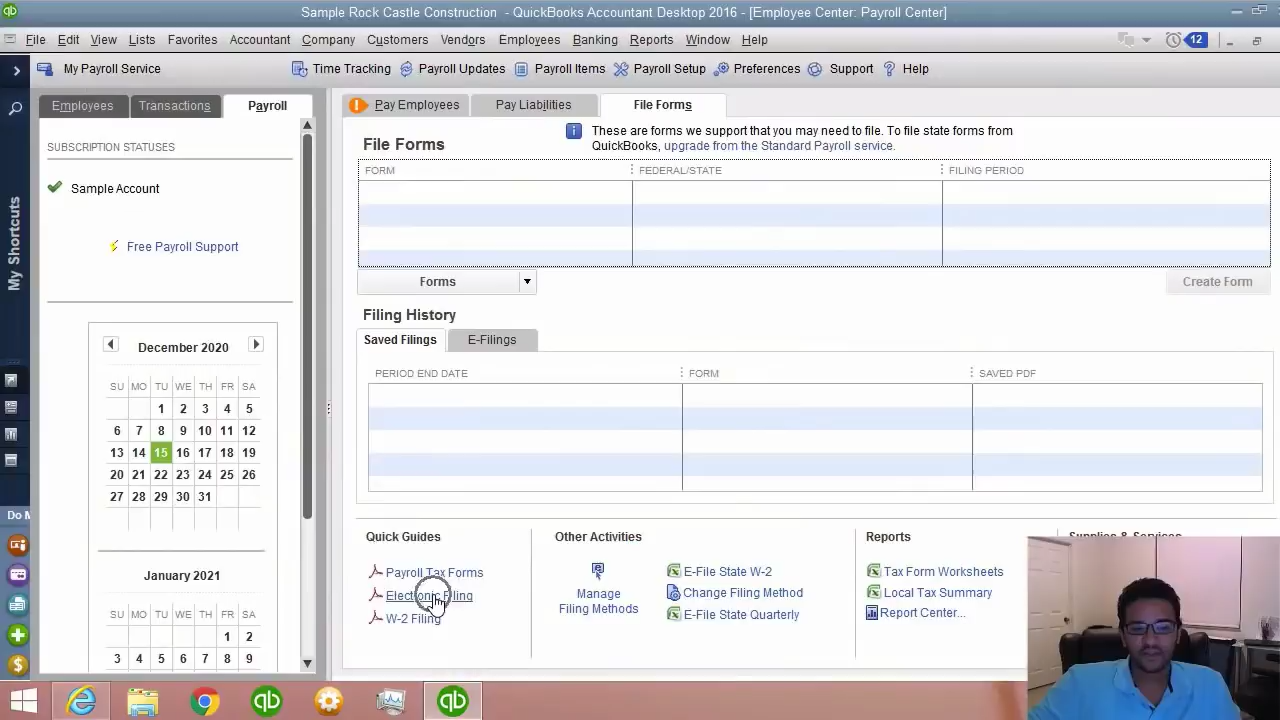 Sample Rock Castle Construction - QuickBooks Accountant Desktop 2016 - [Employee Center: Payroll Center]
File Edit View Lists Favorites Accountant Company Customers Vendors Employees Banking Reports Window Help
12
My Payroll Service
Time Tracking Payroll Updates Payroll Items Payroll Setup Preferences Support Help
Employees Transactions Payroll
Pay Employees Pay Liabilities File Forms
SUBSCRIPTION STATUSES
Sample Account
Free Payroll Support
My Shortcuts
Do M
December 2020
SU MO TU WE TH FR SA
1 2 3 4 5
6 7 8 9 10 11 12
13 14 15 16 17 18 19
20 21 22 23 24 25 26
27 28 29 30 31
January 2021
SU MO TU WE TH FR SA
1 2
3 4 5 6 7 8 9
File Forms
These are forms we support that you may need to file. To file state forms from
QuickBooks, upgrade from the Standard Payroll service.
FORM FEDERAL/STATE FILING PERIOD
Forms
Create Form
Filing History
Saved Filings E-Filings
PERIOD END DATE FORM SAVED PDF
Quick Guides
Payroll Tax Forms
Electronic Filing
W-2 Filing
Other Activities
Manage
Filing Methods
E-File State W-2
Change Filing Method
E-File State Quarterly
Reports
Tax Form Worksheets
Local Tax Summary
Report Center...
Supplies & Services
qb
qb